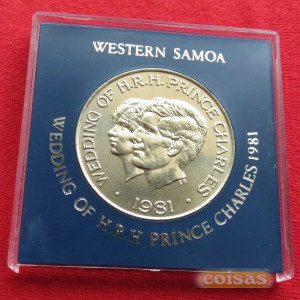 WESTERN SAMOA
WEDDING OF H.R.H. PRINCE CHARLES
·1981·
WEDDING OF H.R.H PRINCE CHARLES 1981
coisas